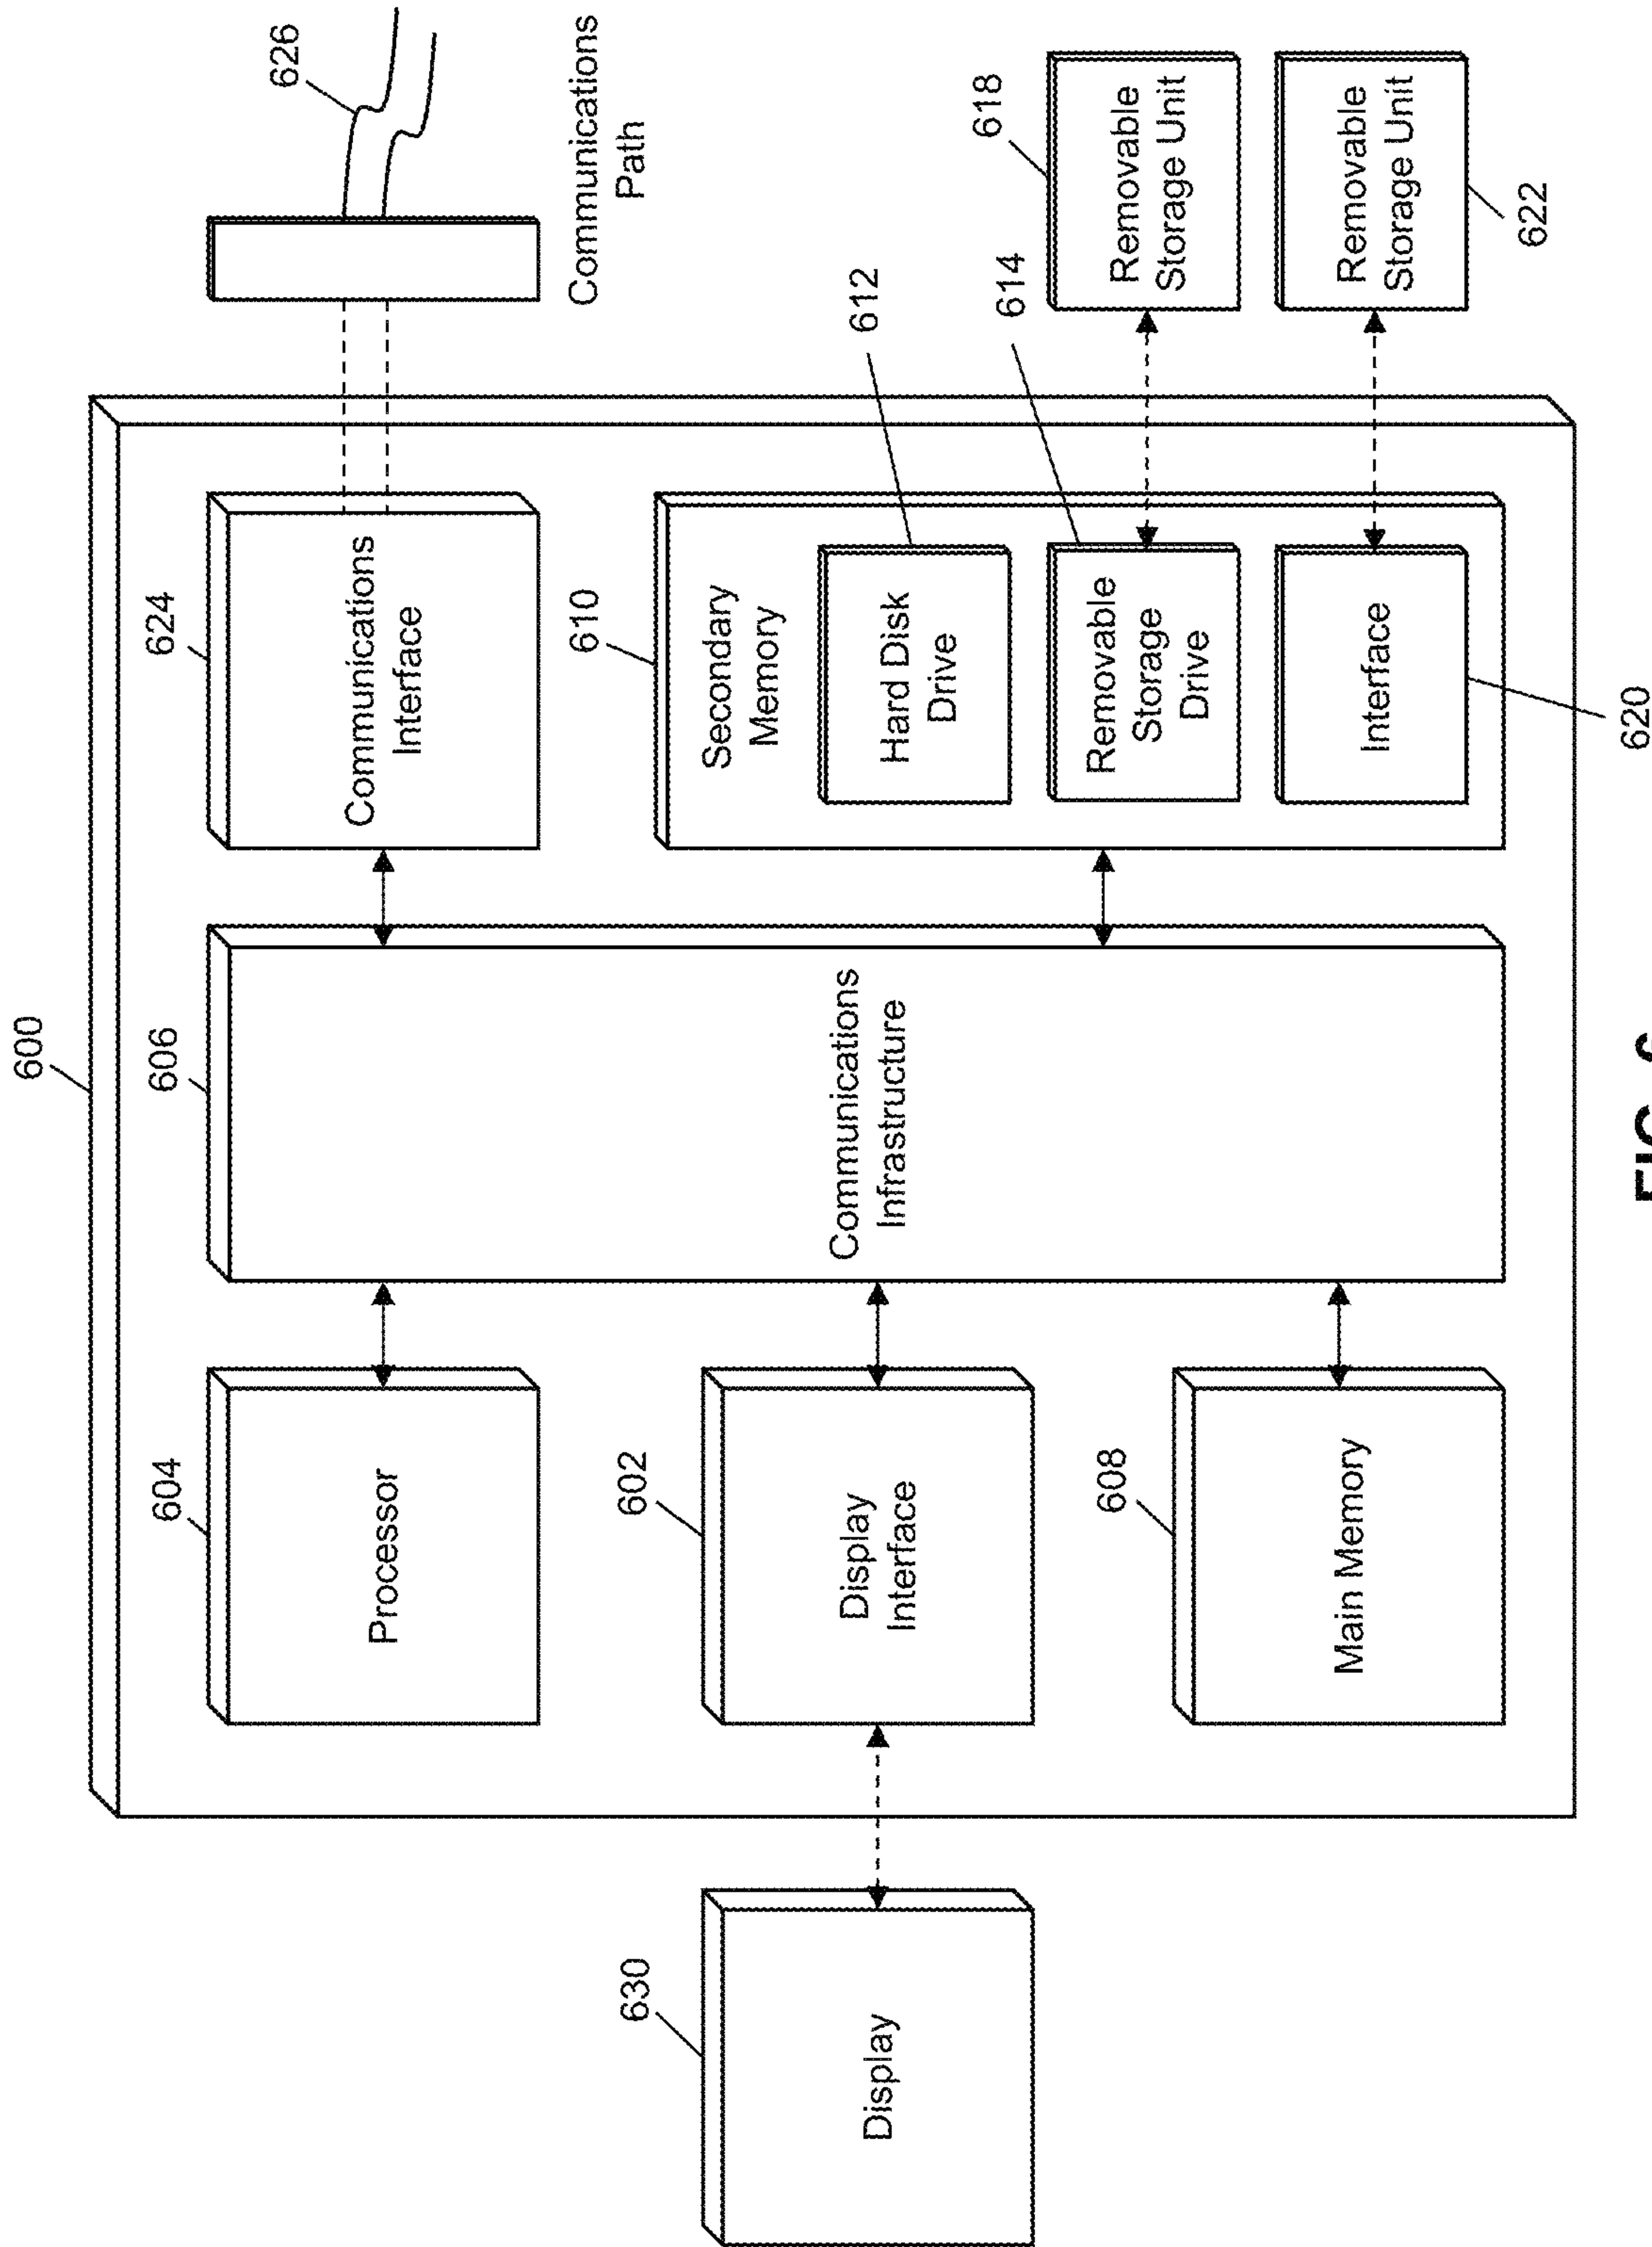 600
604
Processor
606
624
Communications
Interface
626
Communications
Path
630
Display
602
Display
Interface
Communications
Infrastructure
610
Secondary
Memory
612
Hard Disk
Drive
614
Removable
Storage
Drive
618
Removable
Storage Unit
608
Main Memory
Interface
620
Removable
Storage Unit
622
FIG. 6